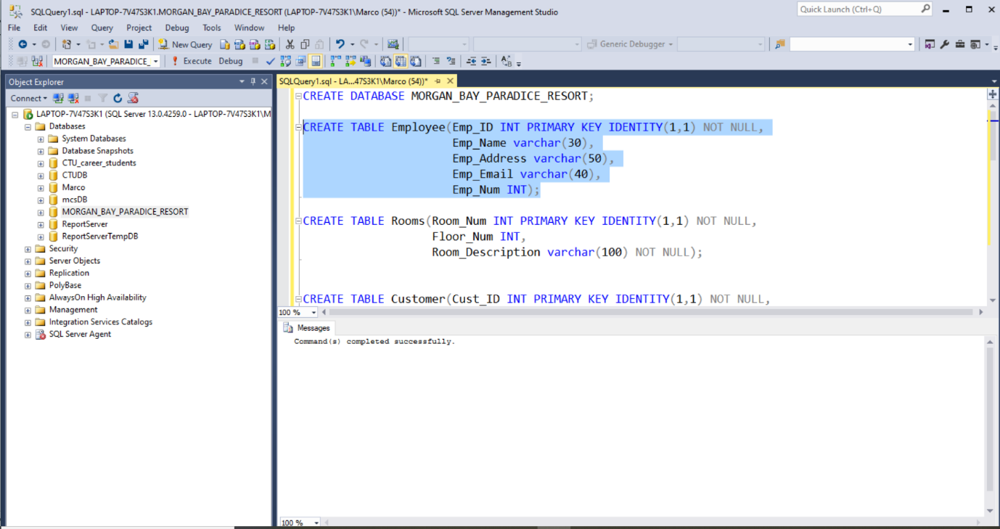 SQLQuery1.sql - LAPTOP-7V47S3K1.MORGAN_BAY_PARADICE_RESORT (LAPTOP-7V47S3K1\Marco (54))* - Microsoft SQL Server Management Studio
Quick Launch (Ctrl+Q)
File Edit View Query Project Debug Tools Window Help
New Query
Generic Debugger
MORGAN_BAY_PARADICE_
Execute Debug
Object Explorer
Connect
LAPTOP-7V47S3K1 (SQL Server 13.0.4259.0 - LAPTOP-7V47S3K1\M
Databases
System Databases
Database Snapshots
CTU_career_students
CTUDB
Marco
mcsDB
MORGAN_BAY_PARADICE_RESORT
ReportServer
ReportServerTempDB
Security
Server Objects
Replication
PolyBase
AlwaysOn High Availability
Management
Integration Services Catalogs
SQL Server Agent
SQLQuery1.sql - LA...47S3K1\Marco (54))*
CREATE DATABASE MORGAN_BAY_PARADICE_RESORT;
CREATE TABLE Employee(Emp_ID INT PRIMARY KEY IDENTITY(1,1) NOT NULL,
Emp_Name varchar(30),
Emp_Address varchar(50),
Emp_Email varchar(40),
Emp_Num INT);
CREATE TABLE Rooms(Room_Num INT PRIMARY KEY IDENTITY(1,1) NOT NULL,
Floor_Num INT,
Room_Description varchar(100) NOT NULL);
CREATE TABLE Customer(Cust_ID INT PRIMARY KEY IDENTITY(1,1) NOT NULL,
100 %
Messages
Command(s) completed successfully.
100 %